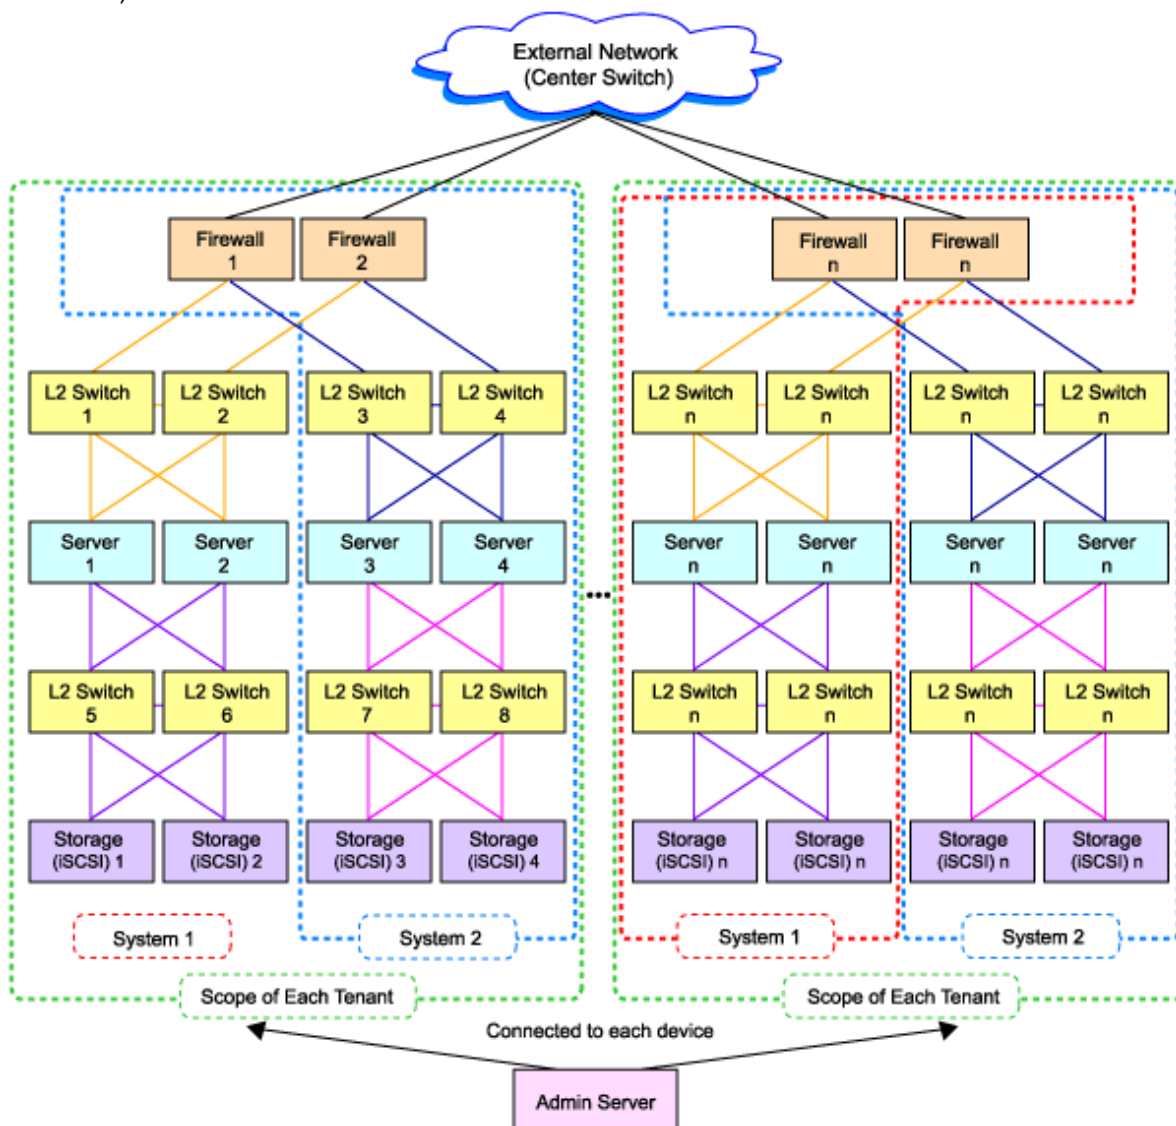 External Network
(Center Switch)
Firewall
1
Firewall
2
Firewall
n
Firewall
n
L2 Switch
1
L2 Switch
2
L2 Switch
3
L2 Switch
4
L2 Switch
n
L2 Switch
n
L2 Switch
n
L2 Switch
n
Server
1
Server
2
Server
3
Server
4
Server
n
Server
n
Server
n
Server
n
...
L2 Switch
5
L2 Switch
6
L2 Switch
7
L2 Switch
8
L2 Switch
n
L2 Switch
n
L2 Switch
n
L2 Switch
n
Storage
(iSCSI) 1
Storage
(iSCSI) 2
Storage
(iSCSI) 3
Storage
(iSCSI) 4
Storage
(iSCSI) n
Storage
(iSCSI) n
Storage
(iSCSI) n
Storage
(iSCSI) n
System 1
System 2
System 1
System 2
Scope of Each Tenant
Scope of Each Tenant
Connected to each device
Admin Server